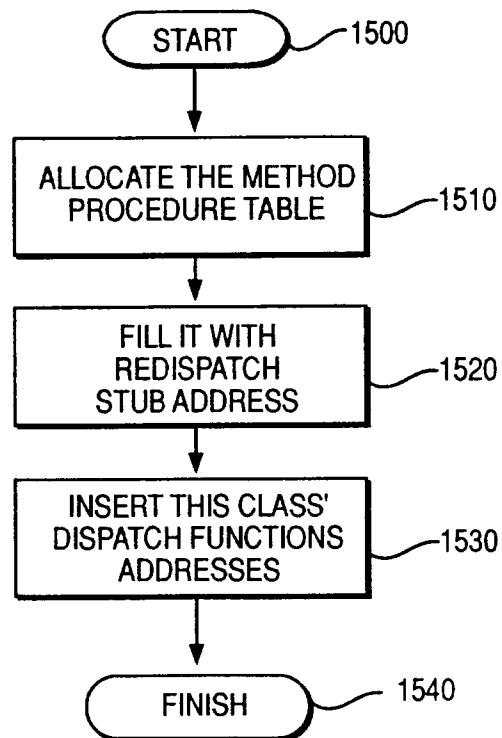 START
1500
ALLOCATE THE METHOD
PROCEDURE TABLE
1510
FILL IT WITH
REDISPATCH
STUB ADDRESS
1520
INSERT THIS CLASS'
DISPATCH FUNCTIONS
ADDRESSES
1530
FINISH
1540